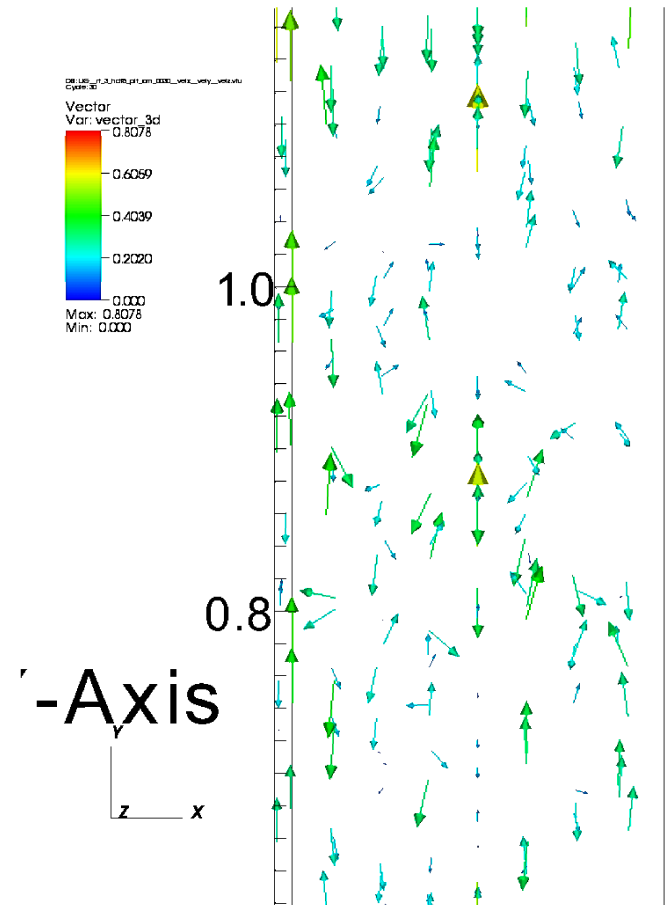 Cycle: 30
Vector
Var: vector_3d
0.8078
0.6059
0.4039
0.2020
0.000
Max: 0.8078
Min: 0.000
1.0
0.8
-Axis
Y
Z
X